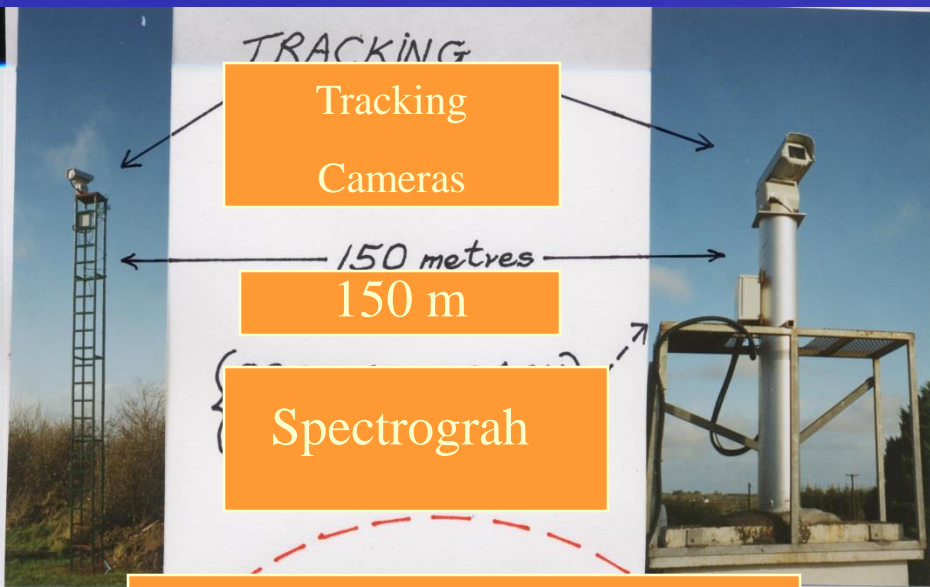 TRACKING
Tracking
Cameras
150 metres
150 m
Spectrograh